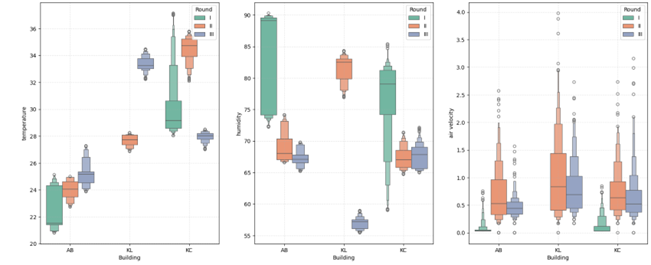 Round
I
II
III
36
34
32
30
28
26
24
22
20
temperature
AB
KL
KC
Building
Round
I
II
III
90
85
80
75
70
65
60
55
humidity
AB
KL
KC
Building
Round
I
II
III
4.0
3.5
3.0
2.5
2.0
1.5
1.0
0.5
0.0
air velocity
AB
KL
KC
Building